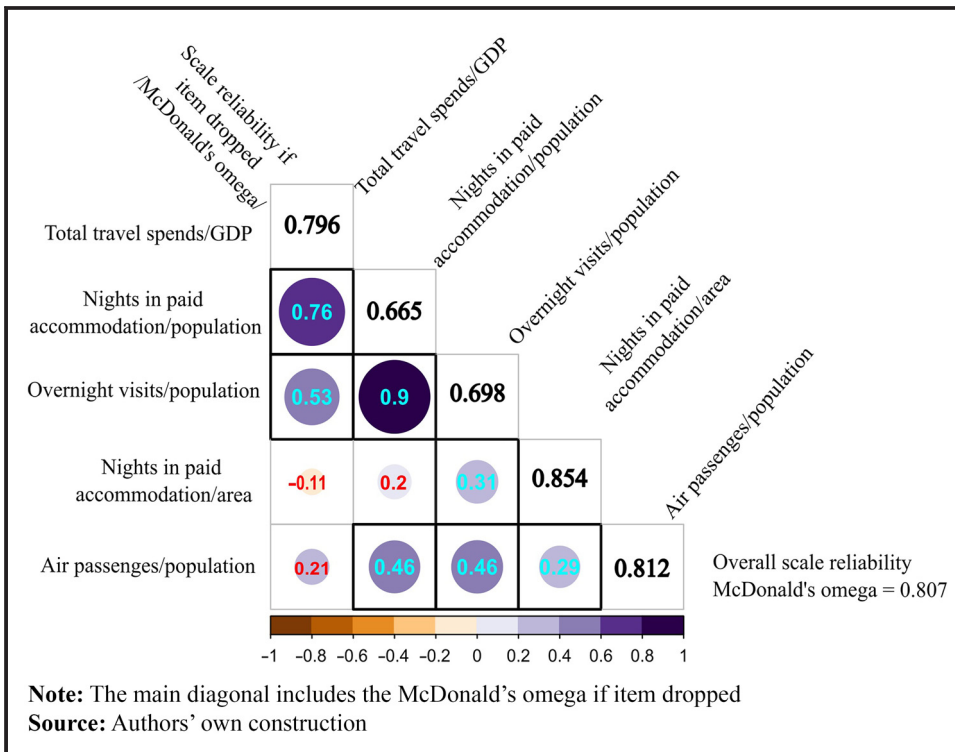 Scale reliability if
item dropped
/McDonald's omega/
Total travel spends/GDP
Nights in paid
accommodation/population
Overnight visits/population
Nights in paid
accommodation/area
Air passenges/population
Total travel spends/GDP
0.796
Nights in paid
accommodation/population
0.76
0.665
Overnight visits/population
0.53
0.9
0.698
Nights in paid
accommodation/area
−0.11
0.2
0.31
0.854
Air passenges/population
0.21
0.46
0.46
0.29
0.812
Overall scale reliability
McDonald's omega = 0.807
−1 −0.8 −0.6 −0.4 −0.2 0 0.2 0.4 0.6 0.8 1
Note: The main diagonal includes the McDonald’s omega if item dropped
Source: Authors’ own construction